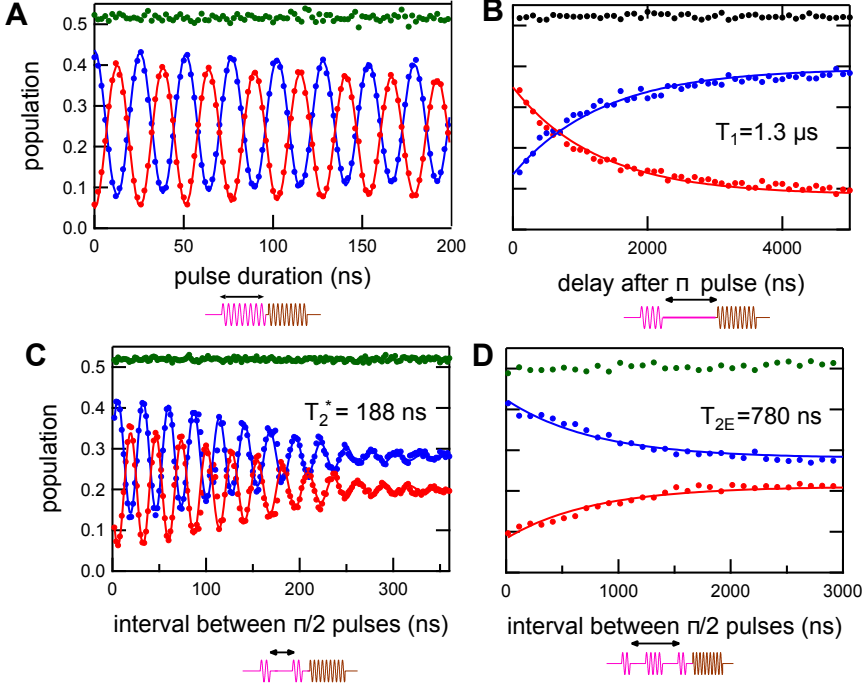 A
0.5
0.4
0.3
0.2
0.1
0.0
population
0
50
100
150
200
pulse duration (ns)
B
T1=1.3 µs
0
2000
4000
delay after π pulse (ns)
C
0.5
0.4
0.3
0.2
0.1
0.0
population
T2*= 188 ns
0
100
200
300
interval between π/2 pulses (ns)
D
T2E=780 ns
0
1000
2000
3000
interval between π/2 pulses (ns)